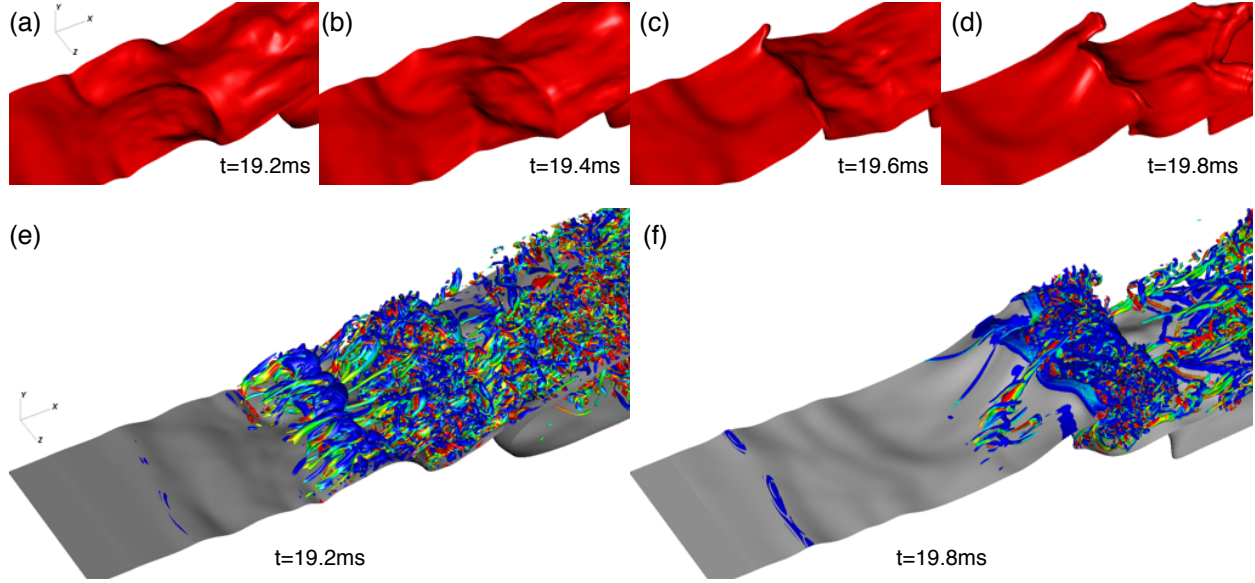 (a)
Y
X
Z
t=19.2ms
(b)
t=19.4ms
(c)
t=19.6ms
(d)
t=19.8ms
(e)
Y
X
Z
t=19.2ms
(f)
t=19.8ms